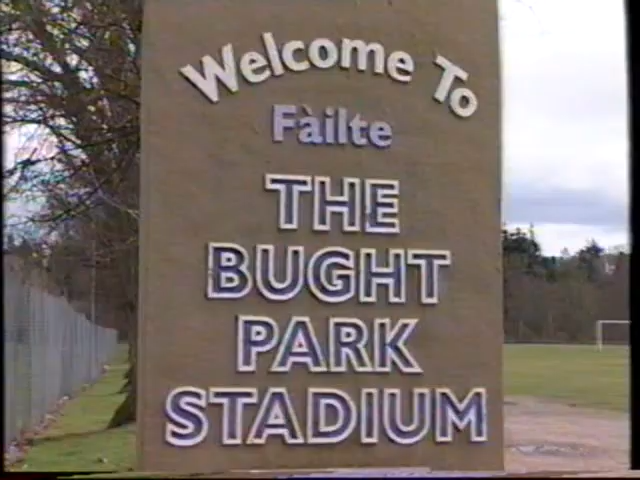 Welcome To
Fàilte
THE
BUGHT
PARK
STADIUM